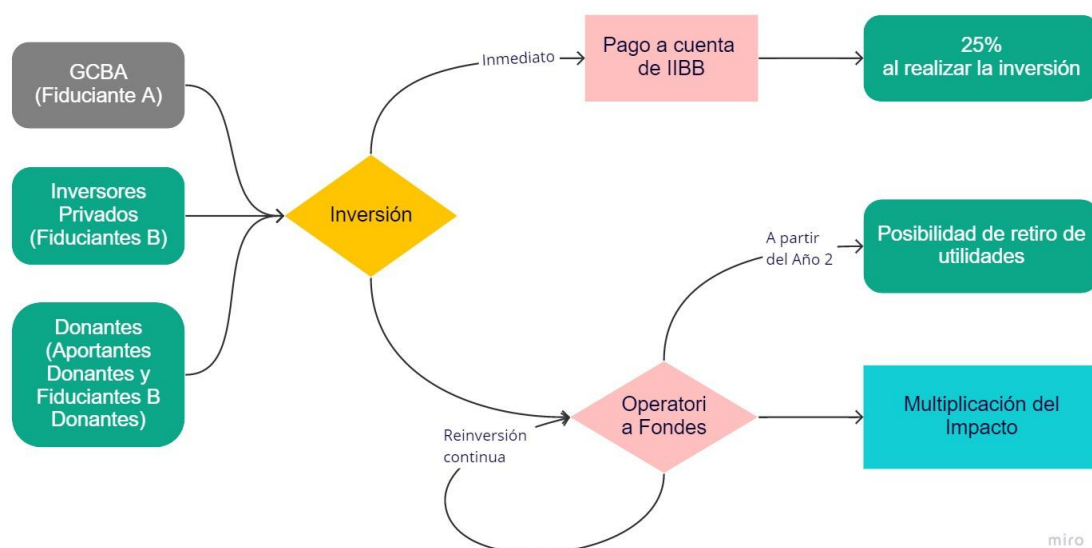 GCBA
(Fiduciante A)
Inversores
Privados
(Fiduciantes B)
Donantes
(Aportantes
Donantes y
Fiduciantes B
Donantes)
Inversión
Inmediato
Pago a cuenta
de IIBB
25%
al realizar la inversión
A partir
del Año 2
Posibilidad de retiro de
utilidades
Operatori
a Fondes
Reinversión
continua
Multiplicación del
Impacto
miro